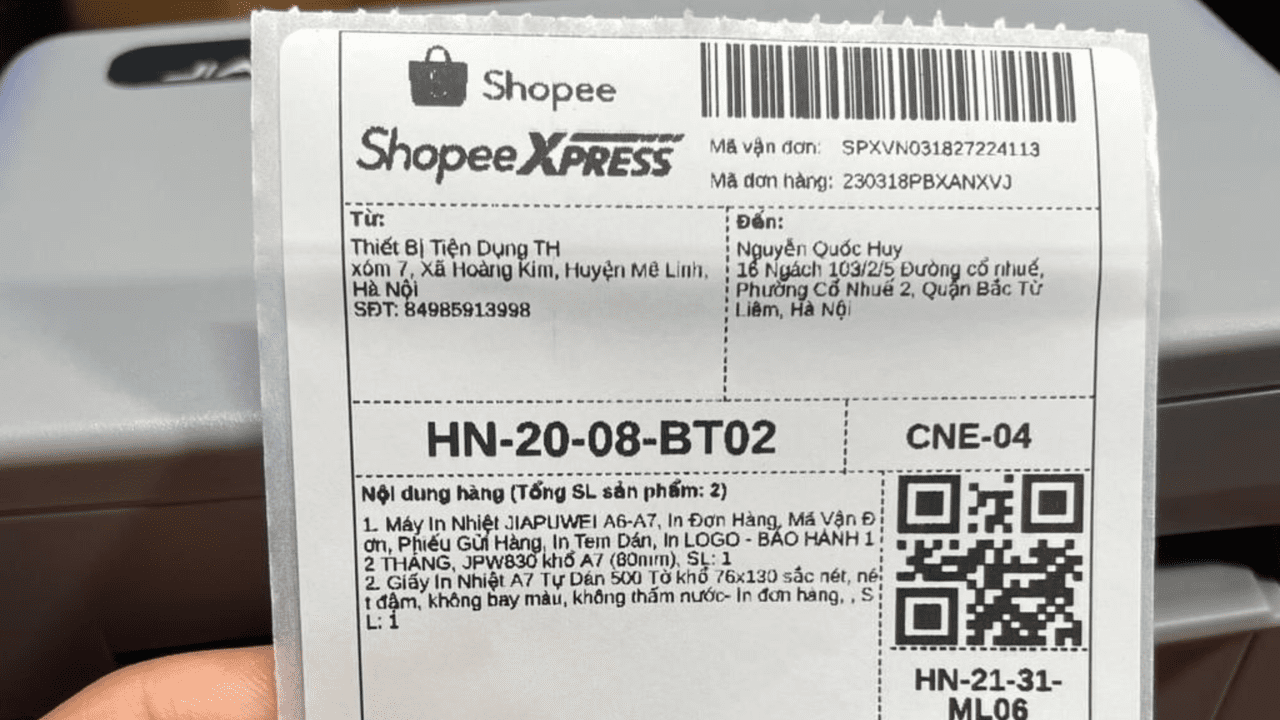 JIA
Shopee
Shopee XPRESS
Mã vận đơn: SPXVN031827224113
Mã đơn hàng: 230318PBXANXVJ
Từ:
Thiết Bị Tiện Dụng TH
xóm 7, Xã Hoàng Kim, Huyện Mê Linh,
Hà Nội
SĐT: 84985913998
Đến:
Nguyễn Quốc Huy
16 Ngách 103/2/5 Đường cổ nhuế,
Phường Cổ Nhuế 2, Quận Bắc Từ
Liêm, Hà Nội
HN-20-08-BT02
CNE-04
Nội dung hàng (Tổng SL sản phẩm: 2)
1. Máy In Nhiệt JIAPUWEI A6-A7, In Đơn Hàng, Mã Vận Đ
ơn, Phiếu Gửi Hàng, In Tem Dán, In LOGO - BẢO HÀNH 1
2 THÁNG, JPW830 khổ A7 (80mm), SL: 1
2. Giấy In Nhiệt A7 Tự Dán 500 Tờ khổ 76x130 sắc nét, né
t đậm, không bay màu, không thấm nước- In đơn hàng, , S
L: 1
HN-21-31-
ML06